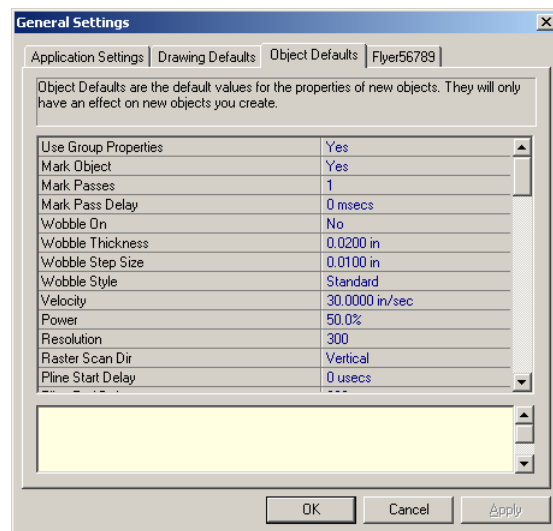 General Settings
Application Settings Drawing Defaults Object Defaults Flyer56789
Object Defaults are the default values for the properties of new objects. They will only
have an effect on new objects you create.
Use Group Properties Yes
Mark Object Yes
Mark Passes 1
Mark Pass Delay 0 msecs
Wobble On No
Wobble Thickness 0.0200 in
Wobble Step Size 0.0100 in
Wobble Style Standard
Velocity 30.0000 in/sec
Power 50.0%
Resolution 300
Raster Scan Dir Vertical
Pline Start Delay 0 usecs
OK Cancel Apply